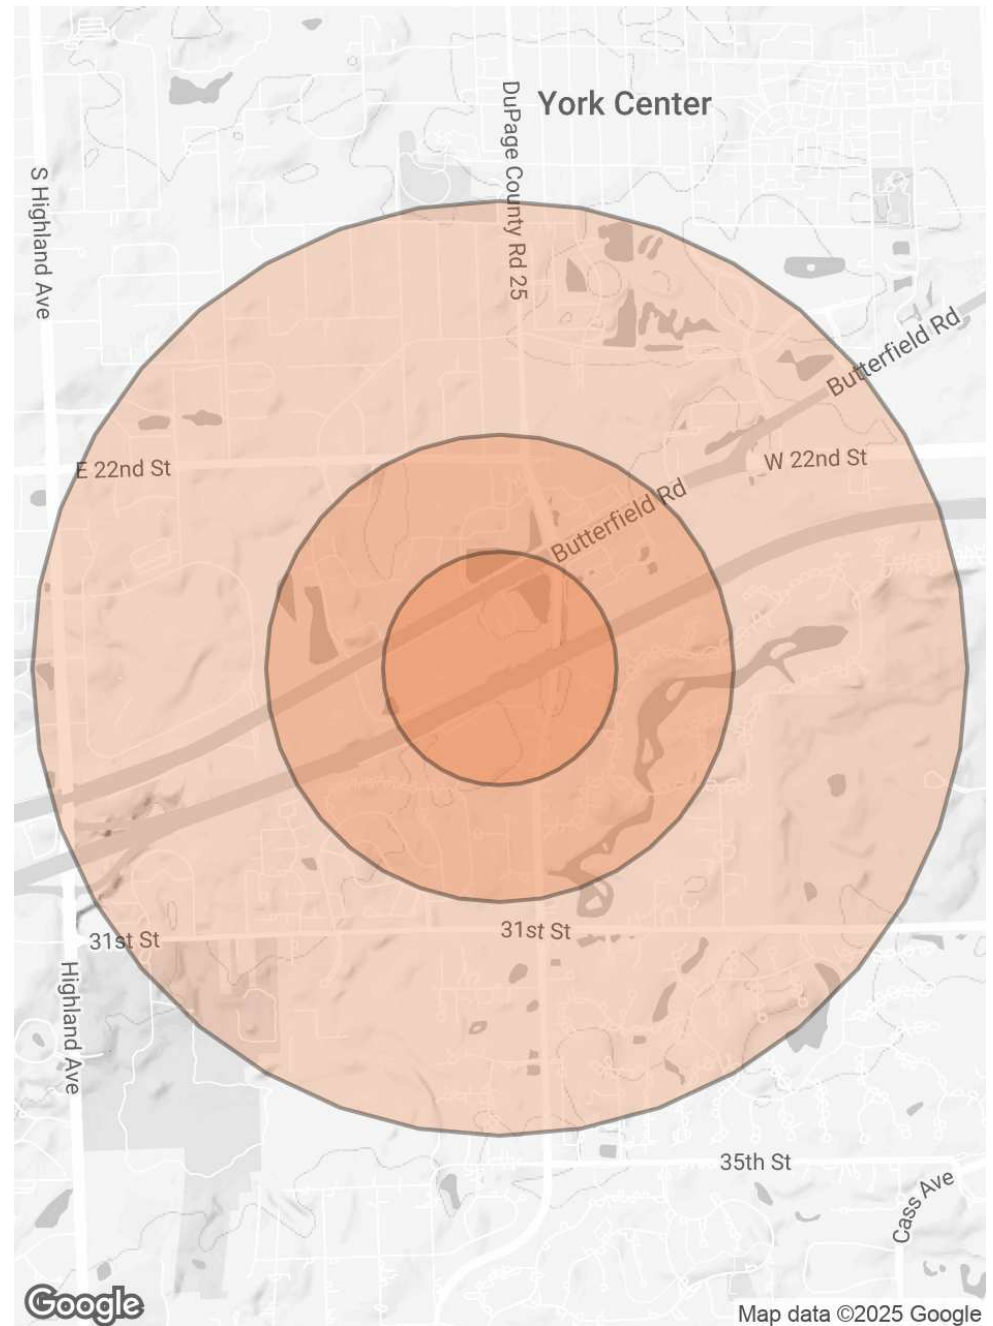 York Center
DuPage County Rd 25
S Highland Ave
Butterfield Rd
E 22nd St
W 22nd St
Butterfield Rd
31st St
31st St
Highland Ave
35th St
Cass Ave
Google
Map data ©2025 Google